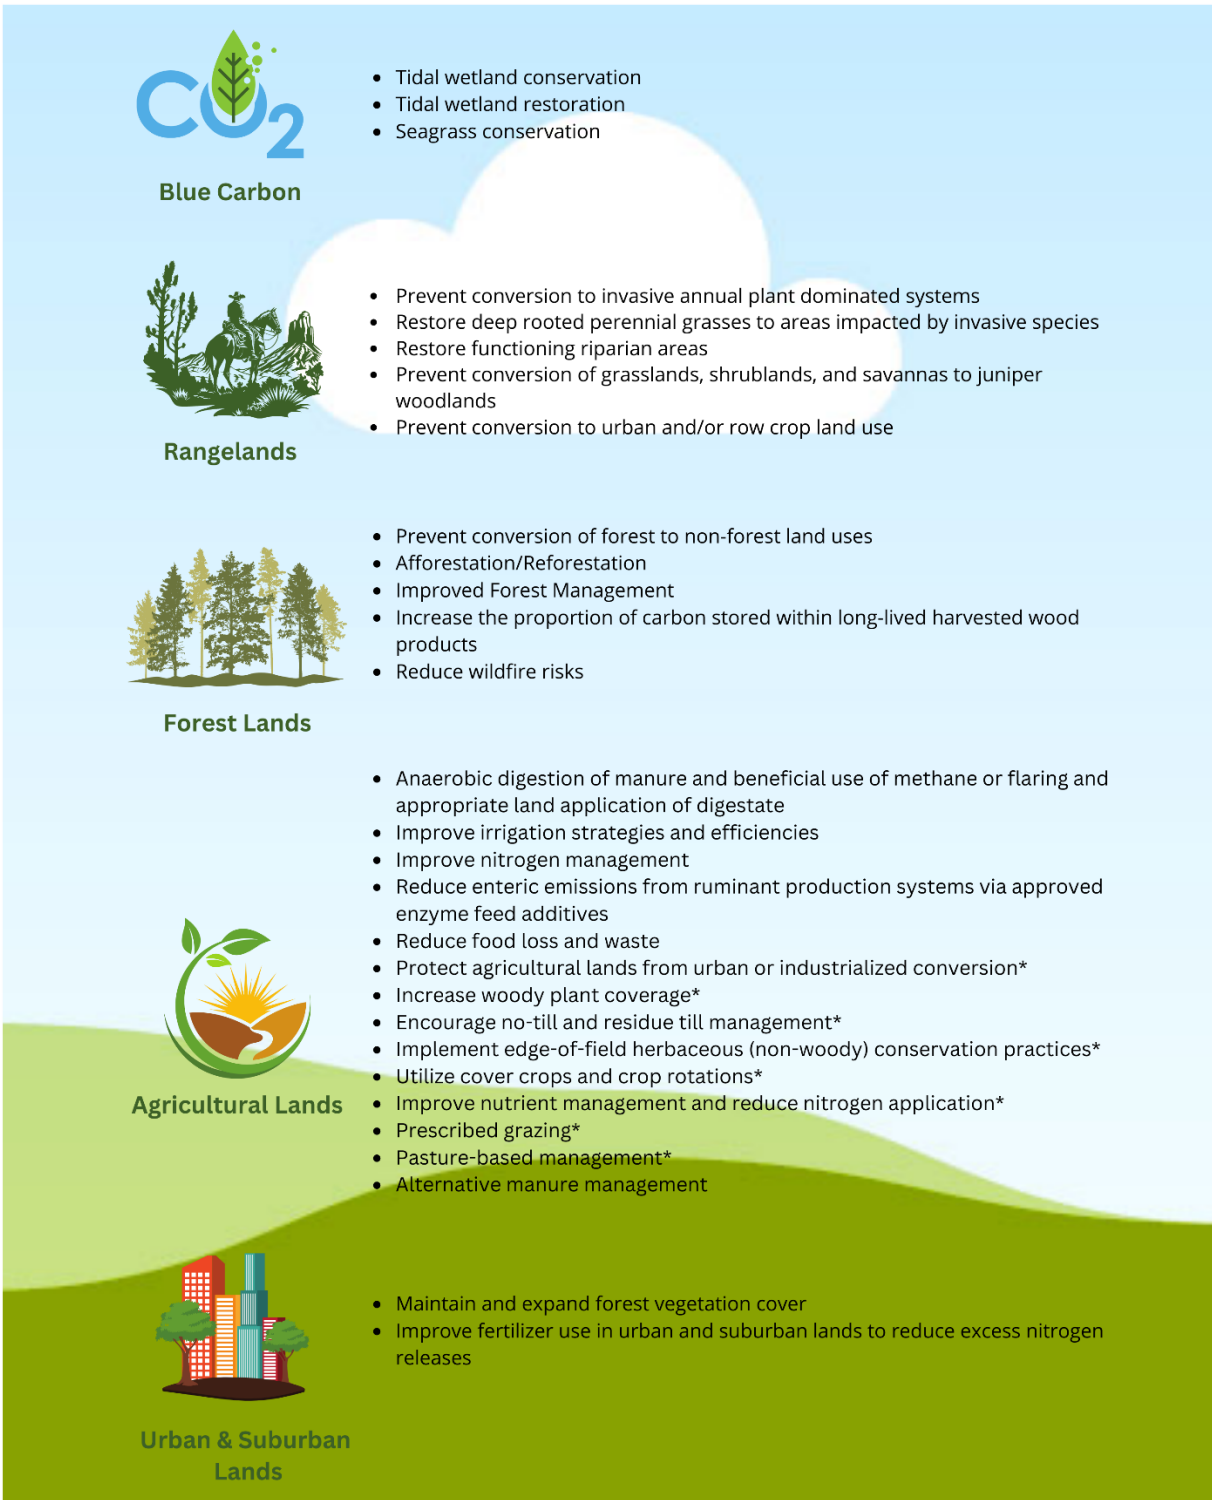 CO2
Blue Carbon
• Tidal wetland conservation
• Tidal wetland restoration
• Seagrass conservation
Rangelands
• Prevent conversion to invasive annual plant dominated systems
• Restore deep rooted perennial grasses to areas impacted by invasive species
• Restore functioning riparian areas
• Prevent conversion of grasslands, shrublands, and savannas to juniper
woodlands
• Prevent conversion to urban and/or row crop land use
Forest Lands
• Prevent conversion of forest to non-forest land uses
• Afforestation/Reforestation
• Improved Forest Management
• Increase the proportion of carbon stored within long-lived harvested wood
products
• Reduce wildfire risks
Agricultural Lands
• Anaerobic digestion of manure and beneficial use of methane or flaring and
appropriate land application of digestate
• Improve irrigation strategies and efficiencies
• Improve nitrogen management
• Reduce enteric emissions from ruminant production systems via approved
enzyme feed additives
• Reduce food loss and waste
• Protect agricultural lands from urban or industrialized conversion*
• Increase woody plant coverage*
• Encourage no-till and residue till management*
• Implement edge-of-field herbaceous (non-woody) conservation practices*
• Utilize cover crops and crop rotations*
• Improve nutrient management and reduce nitrogen application*
• Prescribed grazing*
• Pasture-based management*
• Alternative manure management
Urban & Suburban
Lands
• Maintain and expand forest vegetation cover
• Improve fertilizer use in urban and suburban lands to reduce excess nitrogen
releases